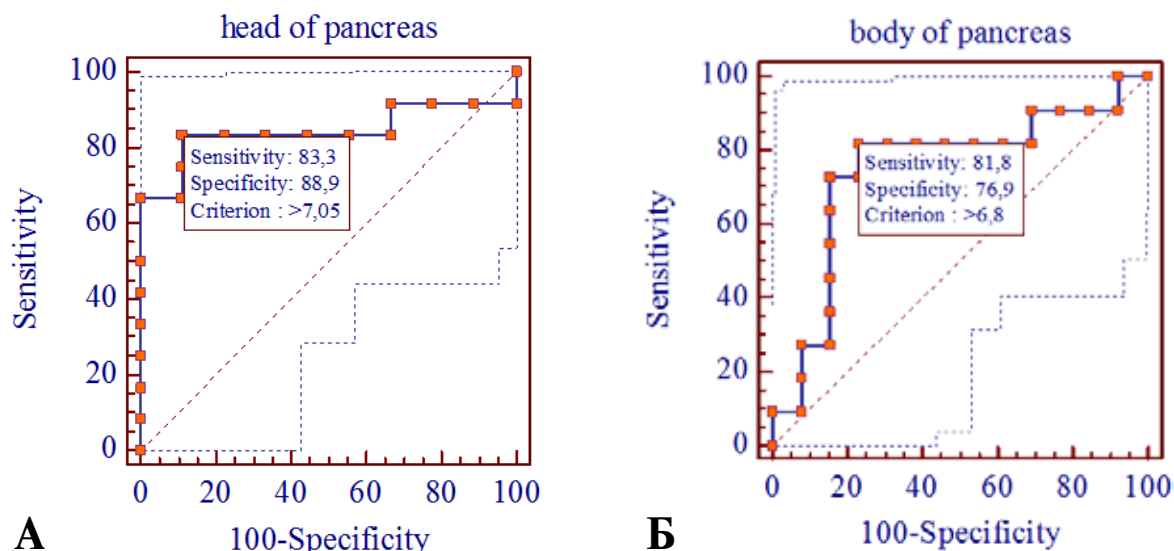 head of pancreas
100
80
60
40
20
0
Sensitivity
Sensitivity: 83,3
Specificity: 88,9
Criterion : >7,05
0 20 40 60 80 100
100-Specificity
А
body of pancreas
100
80
60
40
20
0
Sensitivity
Sensitivity: 81,8
Specificity: 76,9
Criterion : >6,8
0 20 40 60 80 100
100-Specificity
Б